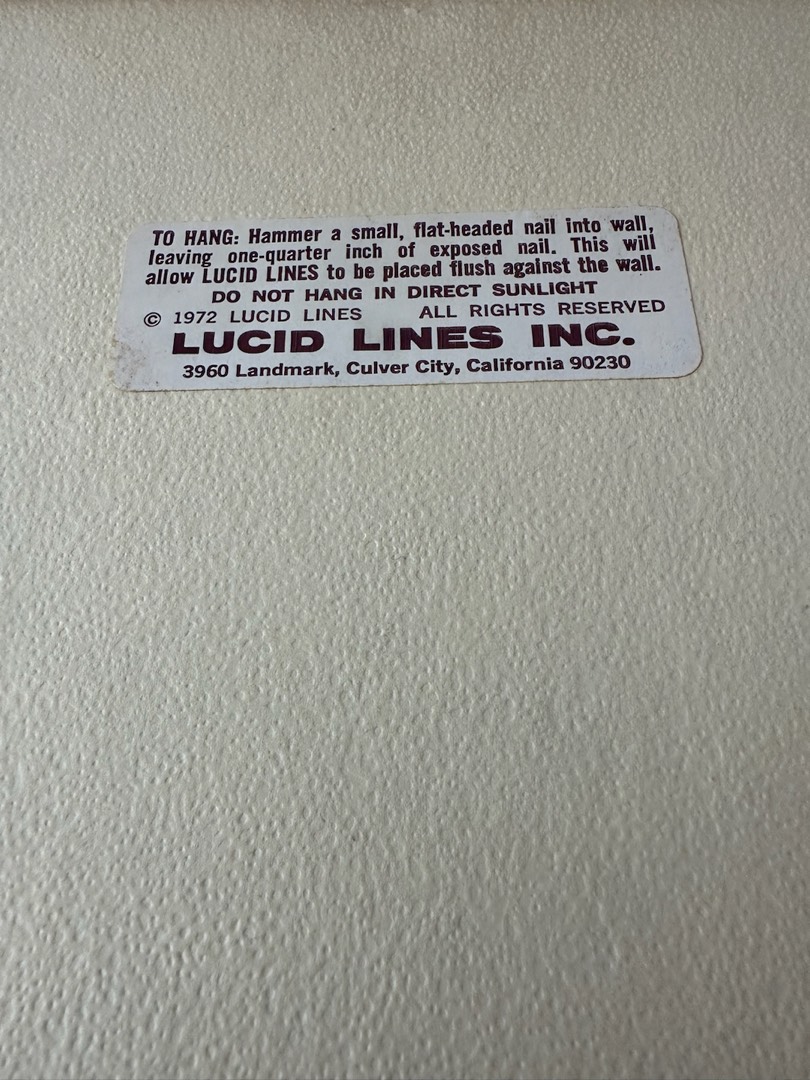 TO HANG: Hammer a small, flat-headed nail into wall,
leaving one-quarter inch of exposed nail. This will
allow LUCID LINES to be placed flush against the wall.
DO NOT HANG IN DIRECT SUNLIGHT
© 1972 LUCID LINES ALL RIGHTS RESERVED
LUCID LINES INC.
3960 Landmark, Culver City, California 90230